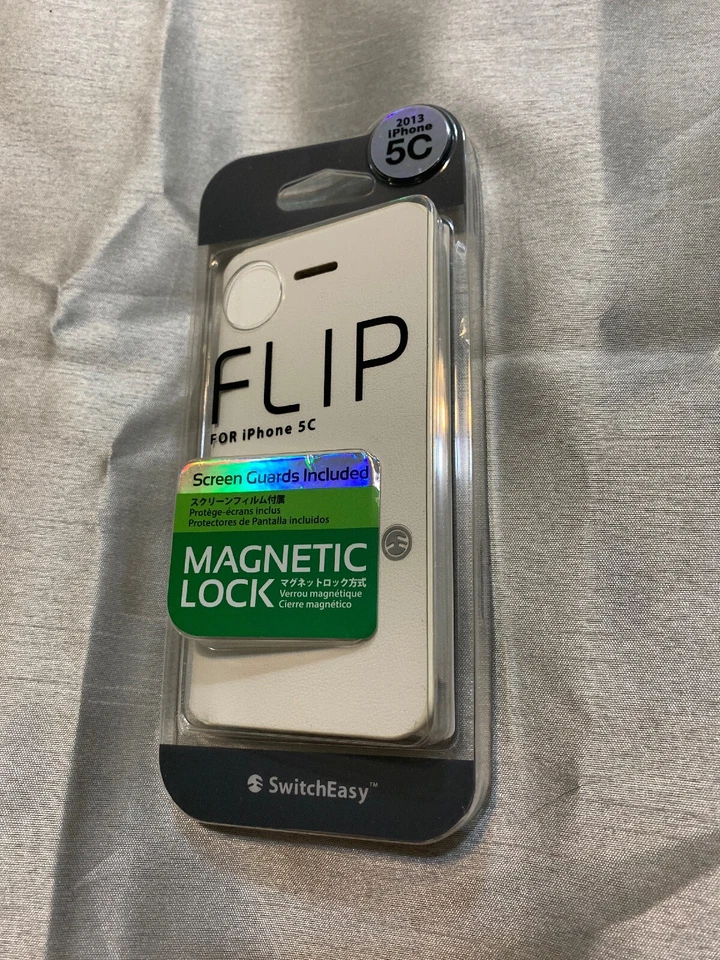 2013
iPhone
5C
FLIP
FOR iPhone 5C
Screen Guards Included
スクリーンフィルム付属
Protège-écrans inclus
Protectores de Pantalla incluidos
MAGNETIC
LOCK
マグネットロック方式
Verrou magnétique
Cierre magnético
SwitchEasy™